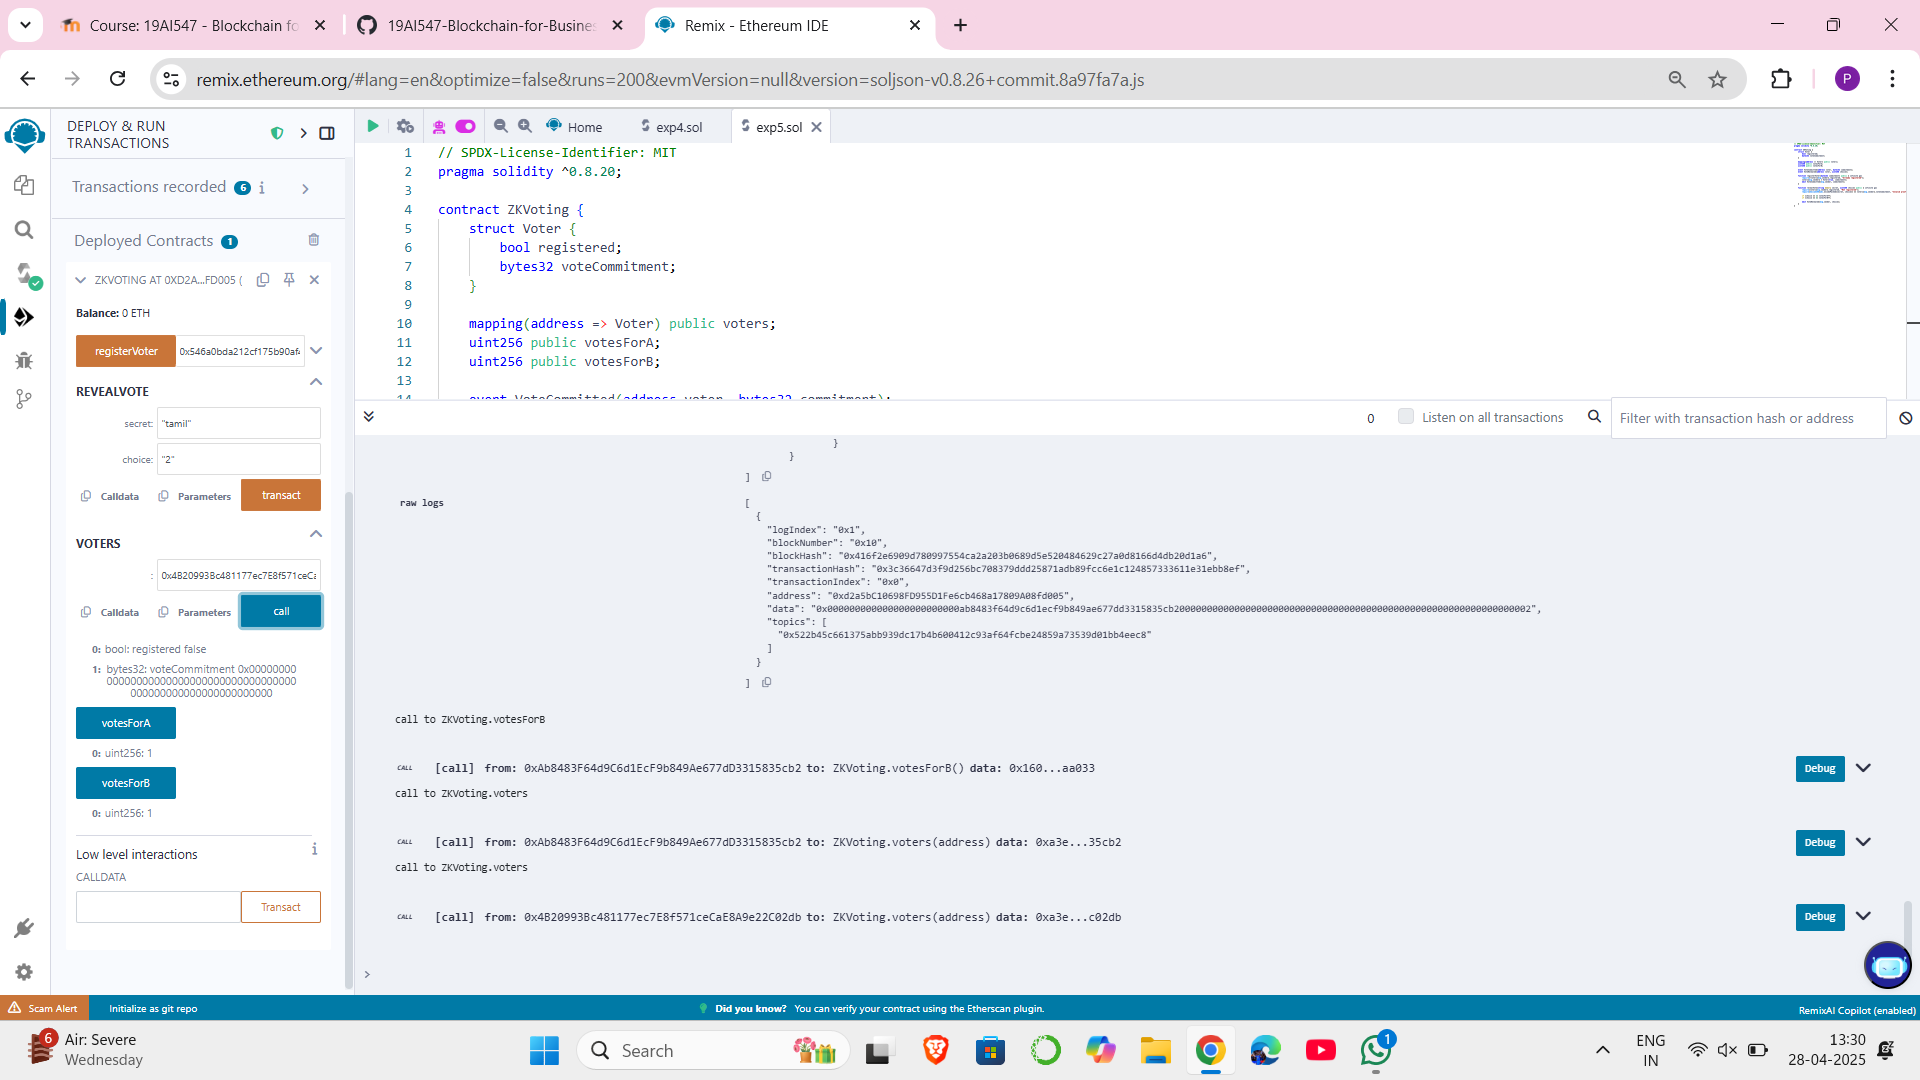 Course: 19AI547 - Blockchain fo
19AI547-Blockchain-for-Busine
Remix - Ethereum IDE
remix.ethereum.org/#lang=en&optimize=false&runs=200&evmVersion=null&version=soljson-v0.8.26+commit.8a97fa7a.js
P
DEPLOY & RUN
TRANSACTIONS
Transactions recorded 6 i
Deployed Contracts 1
ZKVOTING AT 0XD2A...FD005 (
Balance: 0 ETH
registerVoter 0x546a0bda212cf175b90af
REVEALVOTE
secret: "tamil"
choice: "2"
Calldata Parameters transact
VOTERS
: 0x4B20993Bc481177ec7E8f571ceCa
Calldata Parameters call
0: bool: registered false
1: bytes32: voteCommitment 0x00000000
00000000000000000000000000000000
000000000000000000000000
votesForA
0: uint256: 1
votesForB
0: uint256: 1
Low level interactions i
CALLDATA
Transact
Home
exp4.sol
exp5.sol
1 // SPDX-License-Identifier: MIT
2 pragma solidity ^0.8.20;
3
4 contract ZKVoting {
5 struct Voter {
6 bool registered;
7 bytes32 voteCommitment;
8 }
9
10 mapping(address => Voter) public voters;
11 uint256 public votesForA;
12 uint256 public votesForB;
13
14 event VoteCommitted(address voter, bytes32 commitment);
0 Listen on all transactions Filter with transaction hash or address
}
}
]
raw logs [
{
"logIndex": "0x1",
"blockNumber": "0x10",
"blockHash": "0x416f2e6909d780997554ca2a203b0689d5e520484629c27a0d8166d4db20d1a6",
"transactionHash": "0x3c36647d3f9d256bc708379ddd25871adb89fcc6e1c124857333611e31ebb8ef",
"transactionIndex": "0x0",
"address": "0xd2a5bC10698FD955D1Fe6cb468a17809A08fd005",
"data": "0x000000000000000000000000ab8483f64d9c6d1ecf9b849ae677dd3315835cb20000000000000000000000000000000000000000000000000000000000000002",
"topics": [
"0x522b45c661375abb939dc17b4b600412c93af64fcbe24859a73539d01bb4eec8"
]
}
]
call to ZKVoting.votesForB
CALL [call] from: 0xAb8483F64d9C6d1EcF9b849Ae677dD3315835cb2 to: ZKVoting.votesForB() data: 0x160...aa033 Debug
call to ZKVoting.voters
CALL [call] from: 0xAb8483F64d9C6d1EcF9b849Ae677dD3315835cb2 to: ZKVoting.voters(address) data: 0xa3e...35cb2 Debug
call to ZKVoting.voters
CALL [call] from: 0x4B20993Bc481177ec7E8f571ceCaE8A9e22C02db to: ZKVoting.voters(address) data: 0xa3e...c02db Debug
>
Scam Alert
Initialize as git repo
Did you know? You can verify your contract using the Etherscan plugin.
RemixAI Copilot (enabled)
6
Air: Severe
Wednesday
Search
1
ENG
IN
13:30
28-04-2025